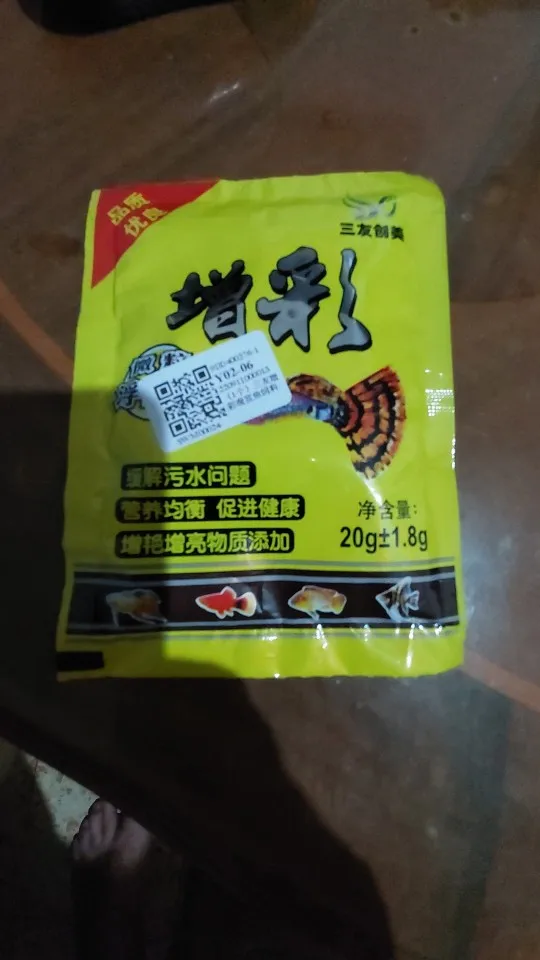 品质
优良
三友创美
增彩
Y02-06
缓解污水问题
营养均衡 促进健康
增艳增亮物质添加
净含量:
20g±1.8g